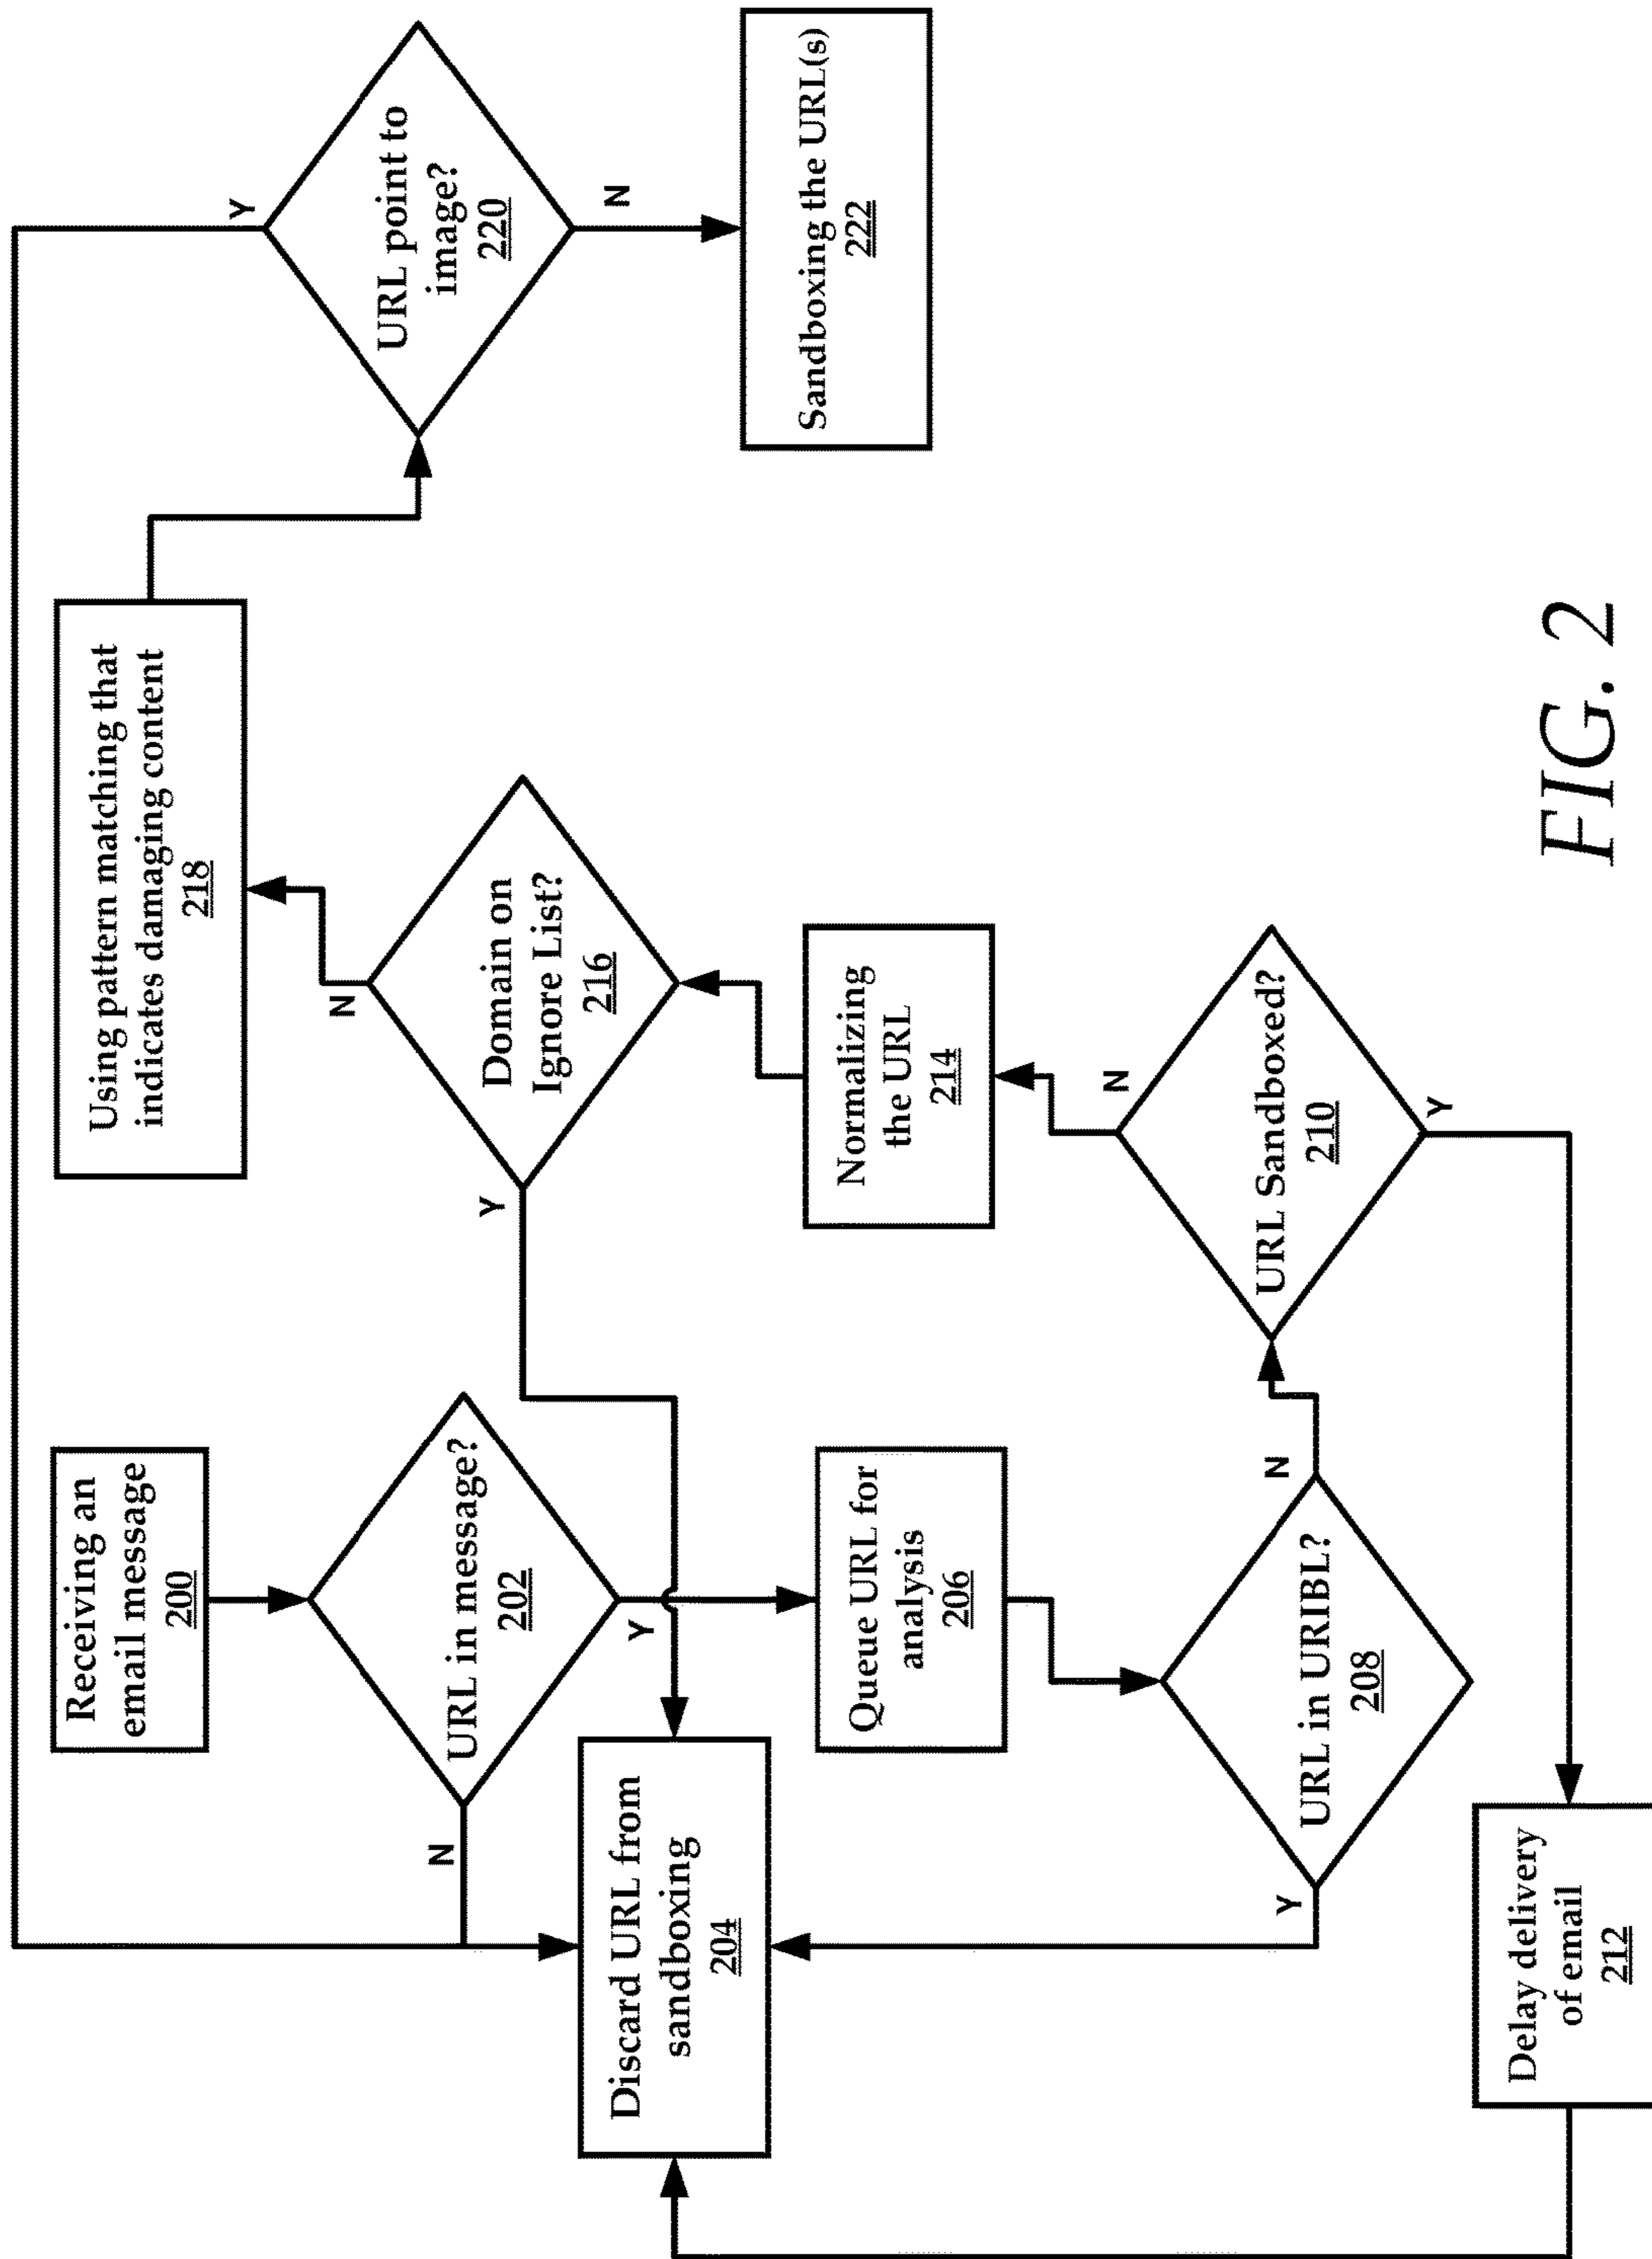 Receiving an
email message
200
URL in message?
202
N
Y
Discard URL from
sandboxing
204
Queue URL for
analysis
206
URL in URIBL?
208
Y
N
URL Sandboxed?
210
N
Y
Delay delivery
of email
212
Normalizing
the URL
214
Domain on
Ignore List?
216
Y
N
Using pattern matching that
indicates damaging content
218
URL point to
image?
220
Y
N
Sandboxing the URL(s)
222
FIG. 2